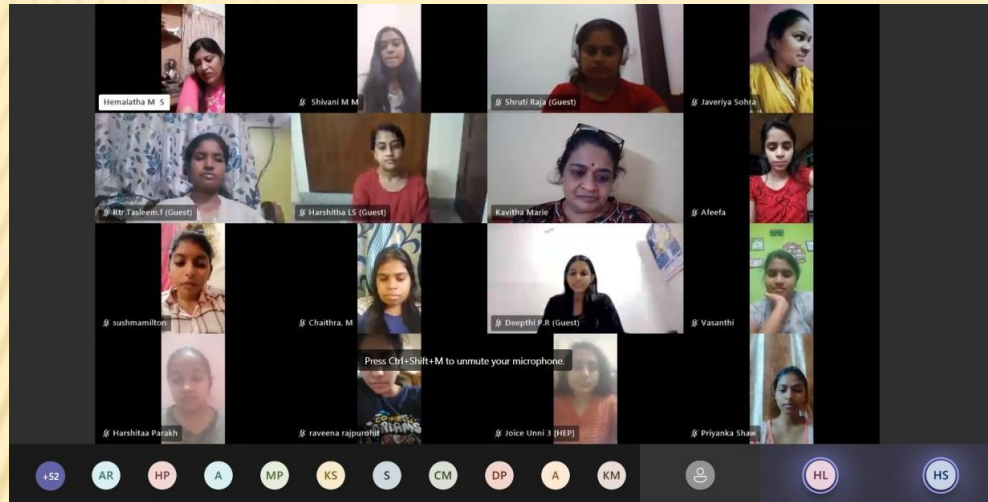 Hemalatha M S
Shivani M M
Shruti Raja (Guest)
Javeriya Sohra
Rtr.Tasleem.f (Guest)
Harshitha LS (Guest)
Kavitha Marie
Afeefa
sushmamilton
Chaithra. M
Deepthi P.R (Guest)
Vasanthi
Press Ctrl+Shift+M to unmute your microphone.
Harshitaa Parakh
raveena rajpurohit
Joice Unni 3 [HEP]
Priyanka Shaw
+52 AR HP A MP KS S CM DP A KM HL HS